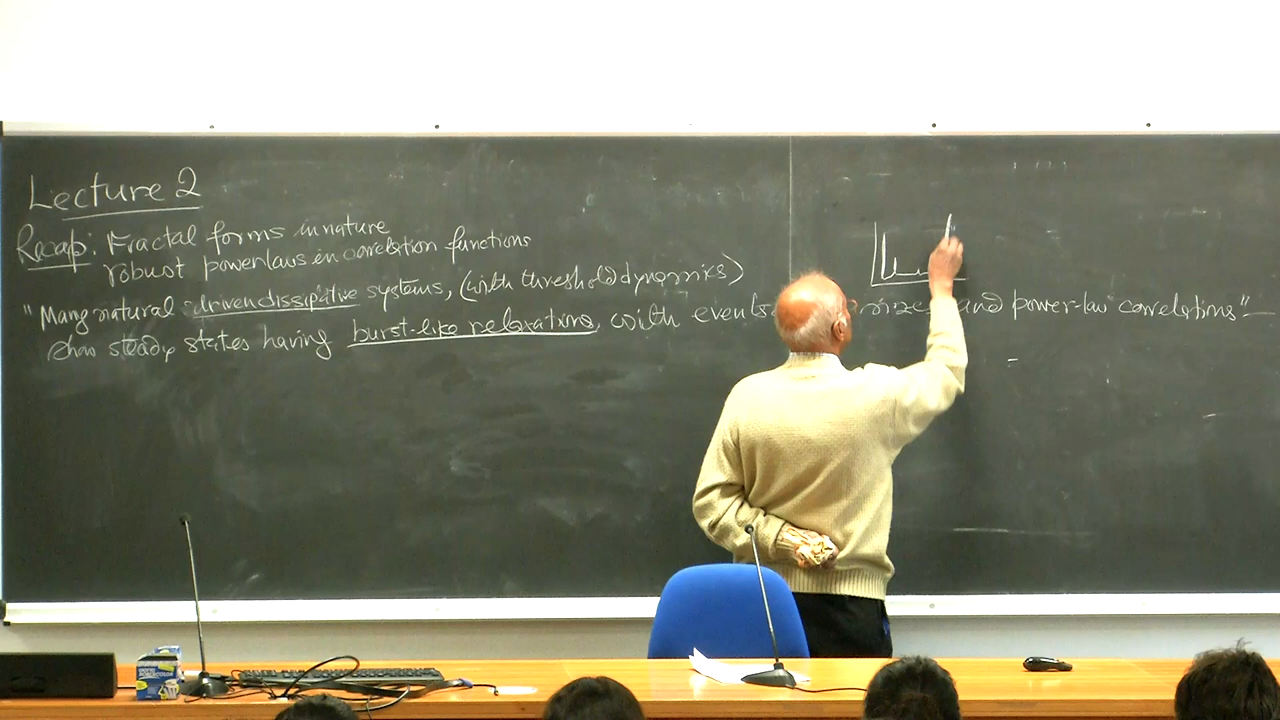 Lecture 2
Recap: Fractal forms in nature
robust powerlaws in correlation functions
"Many natural driven dissipative systems, (with threshold dynamics)
show steady states having burst-like relaxations, with events sizes and power-law correlations"